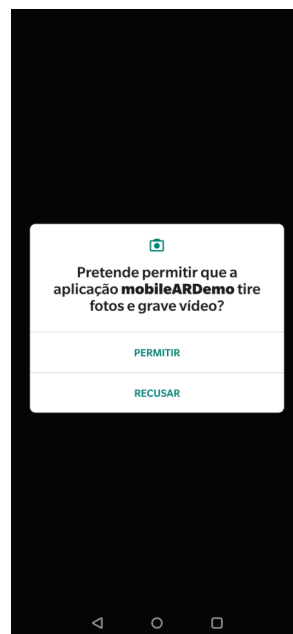 Pretende permitir que a
aplicação mobileARDemo tire
fotos e grave vídeo?
PERMITIR
RECUSAR